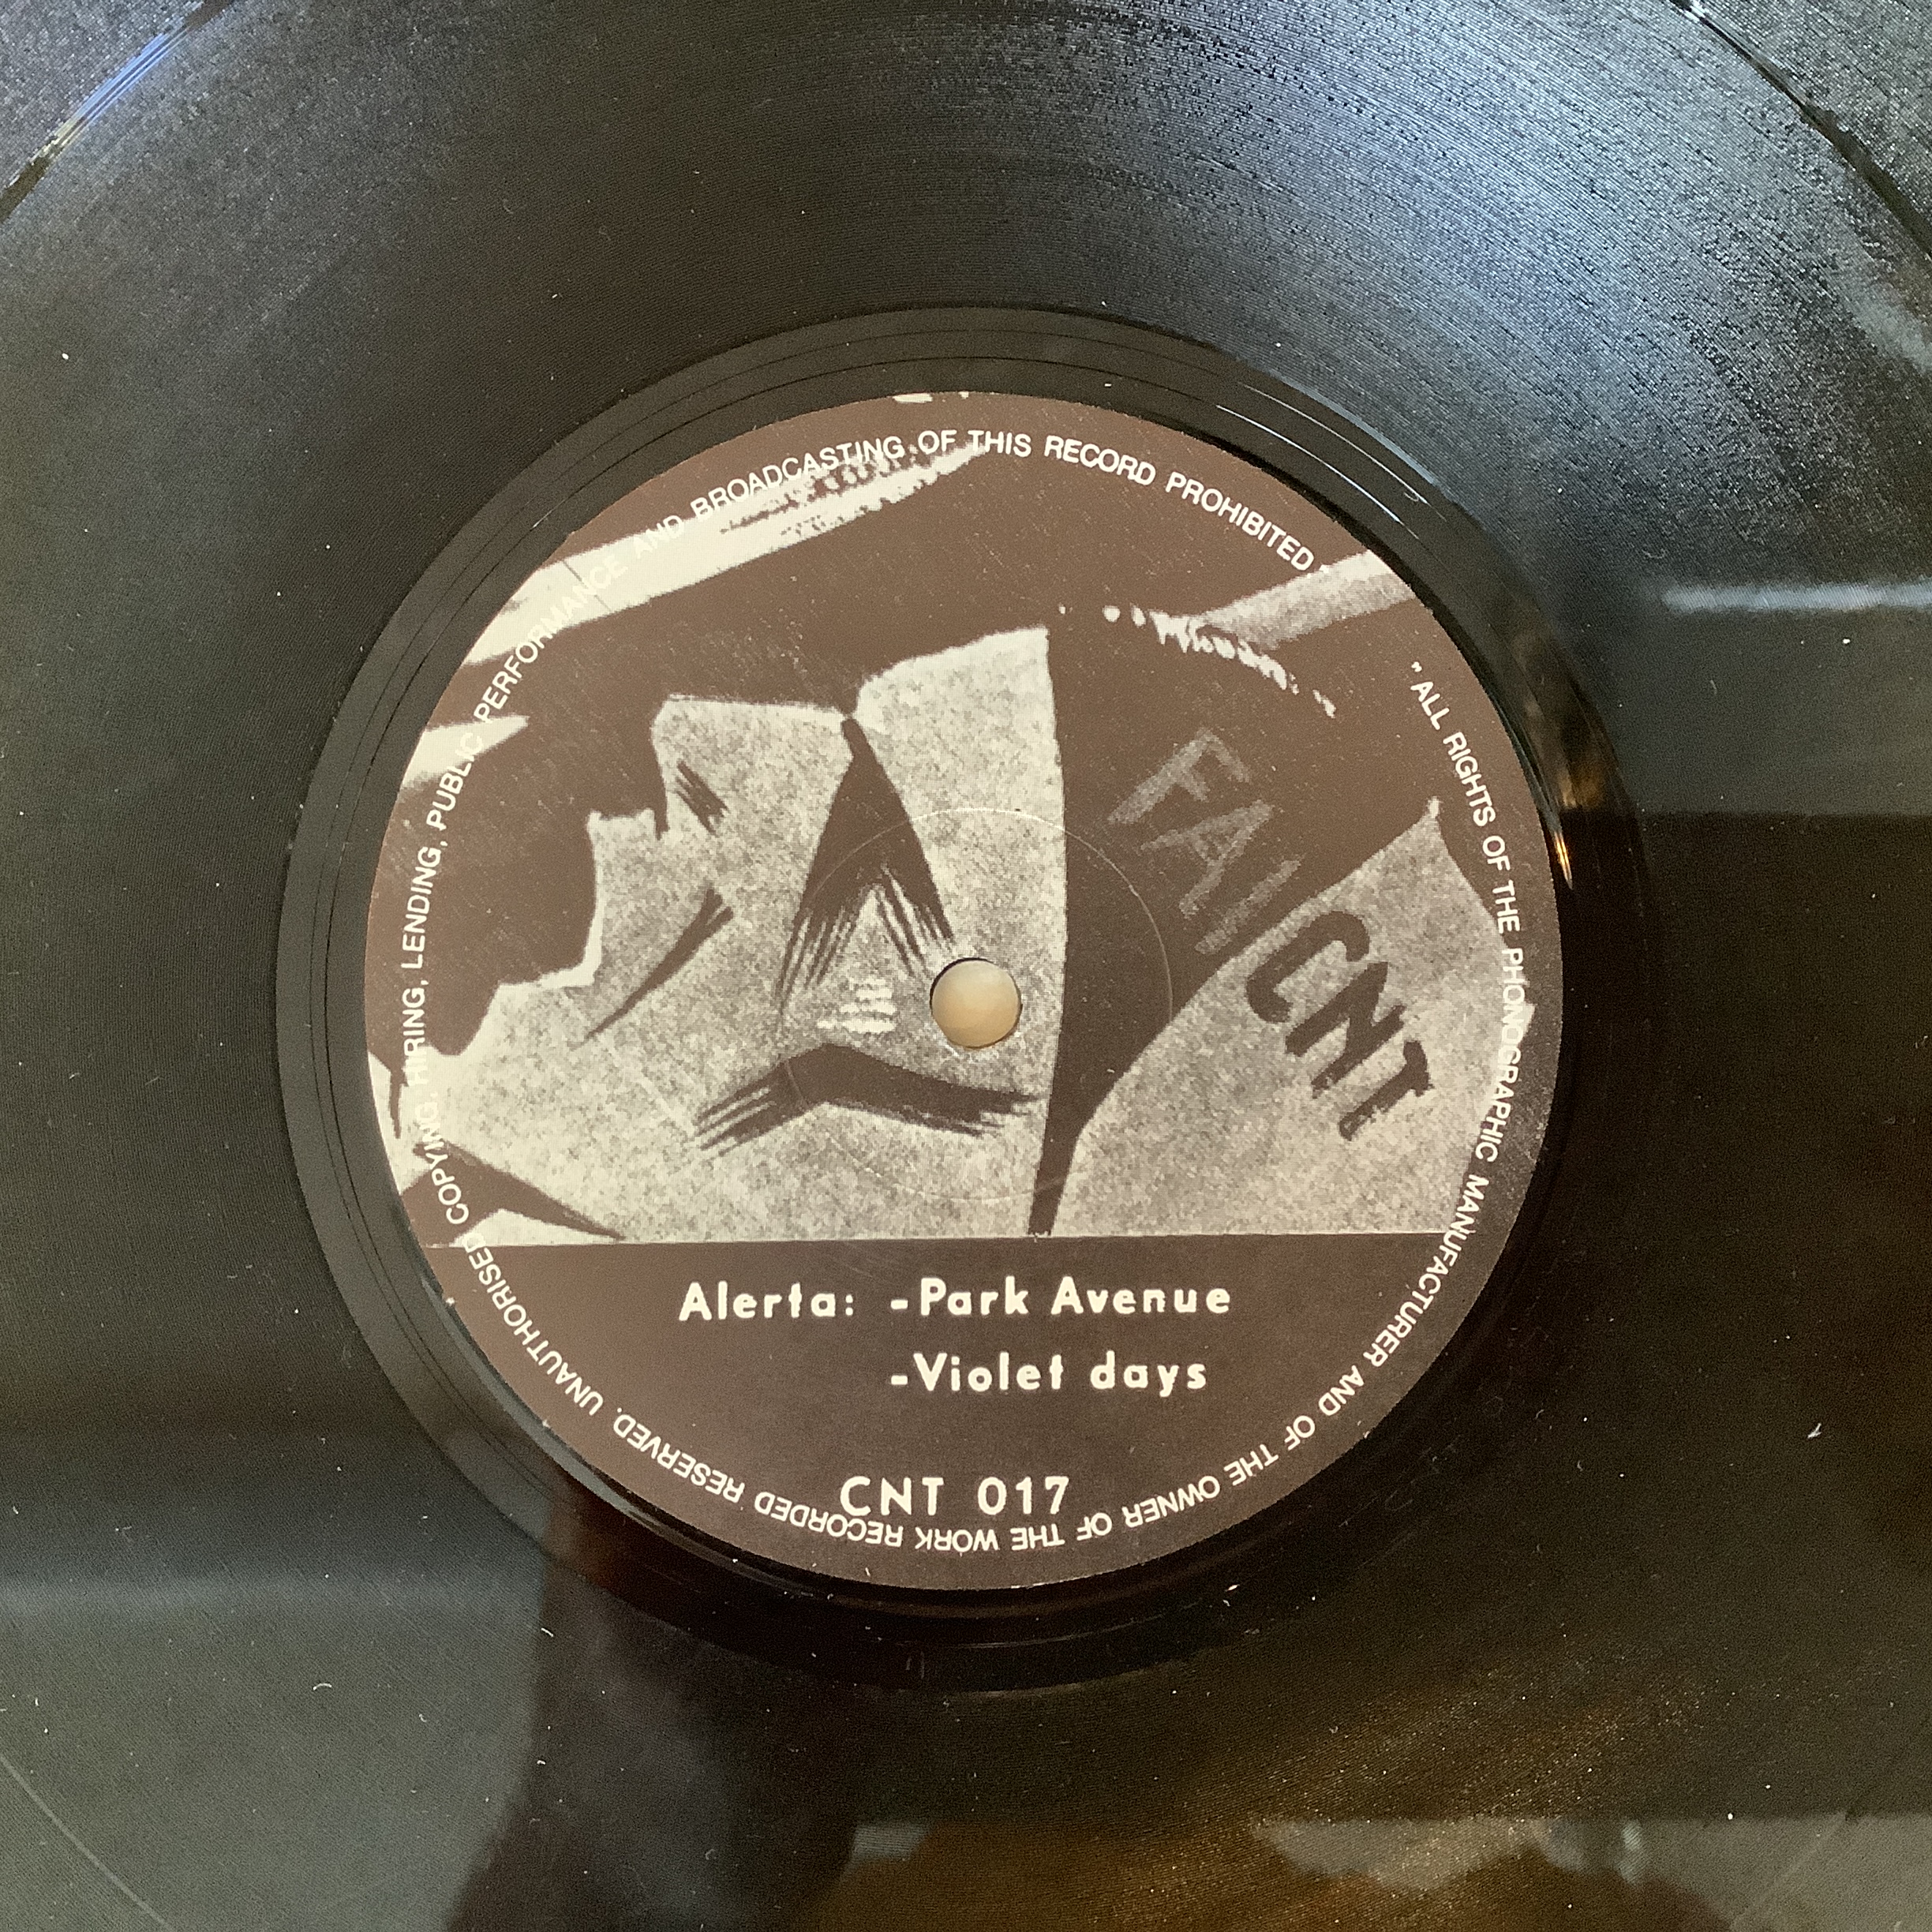 "ALL RIGHTS OF THE PHONOGRAPHIC MANUFACTURER AND OF THE OWNER OF THE WORK RECORDED RESERVED. UNAUTHORISED COPYING. HIRING, LENDING, PUBLIC PERFORMANCE AND BROADCASTING OF THIS RECORD PROHIBITED."
FAI
CNT
Alerta: -Park Avenue
-Violet days
CNT 017